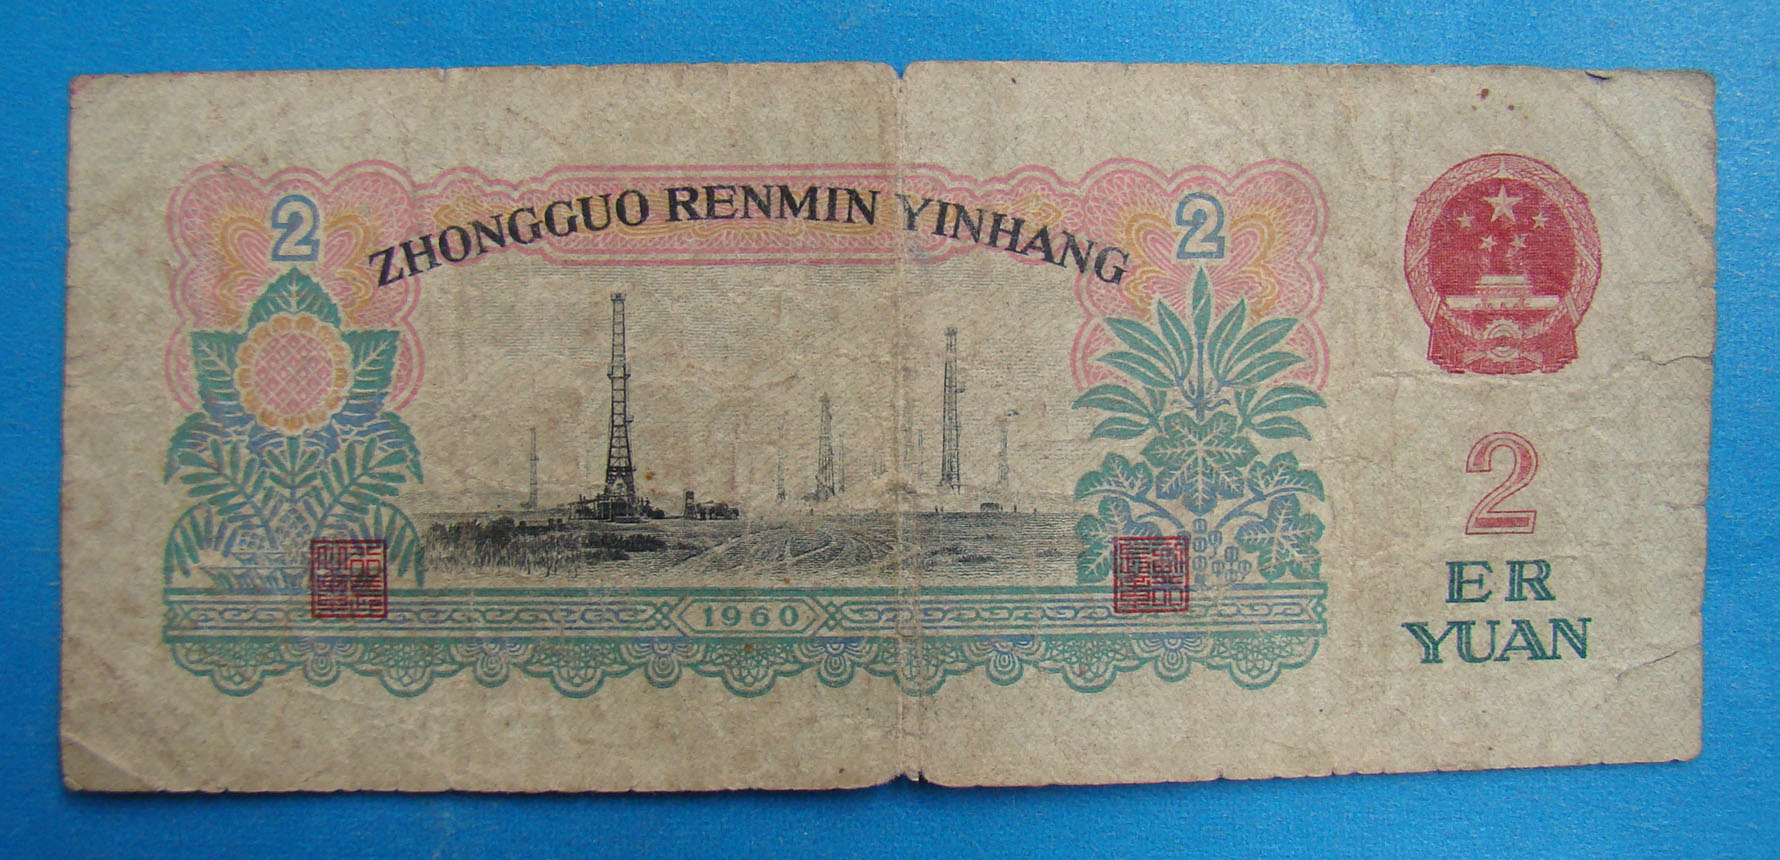 2
ZHONGGUO RENMIN YINHANG
2
2
ER
YUAN
1960